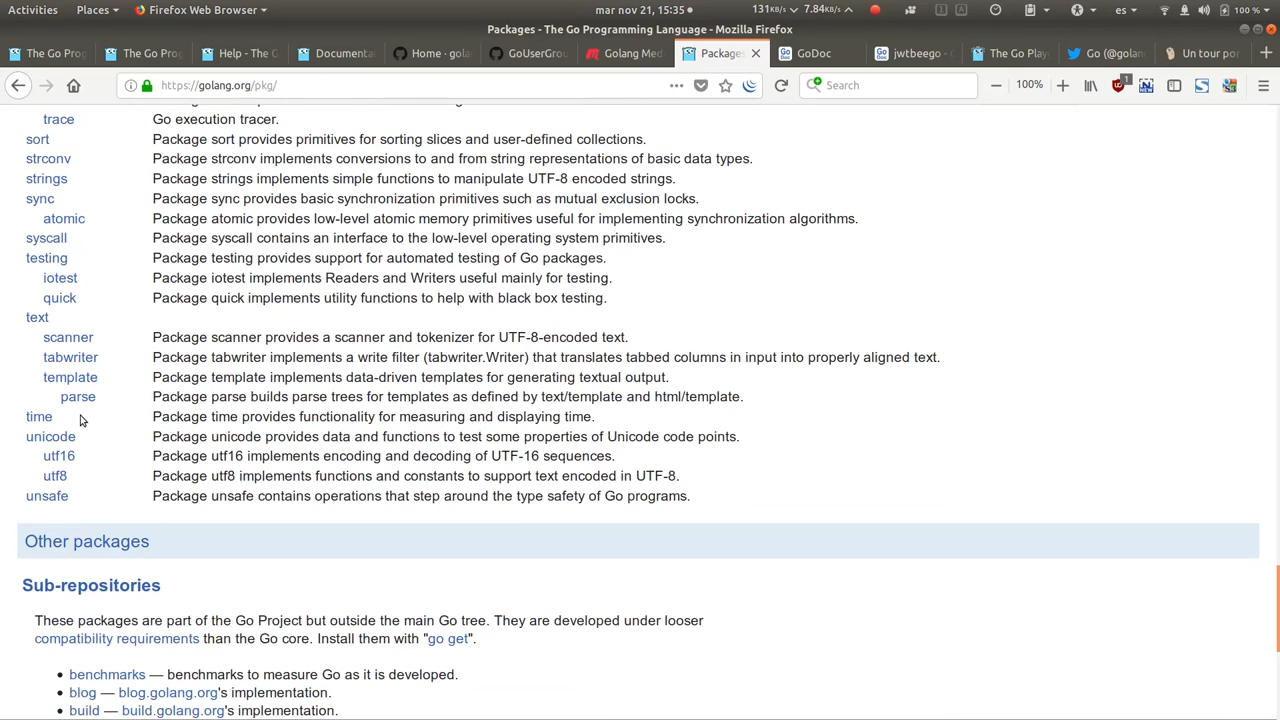 Activities Places Firefox Web Browser mar nov 21, 15:35 131kB/s 7.84kB/s 1 A es 100 %
Packages - The Go Programming Language - Mozilla Firefox
The Go Prog The Go Pro Help - The G Documenta Home · gola GoUserGrou Golang Med Packages GoDoc jwtbeego - The Go Play Go (@golan Un tour por
https://golang.org/pkg/ 100% Search 1
trace Go execution tracer.
sort Package sort provides primitives for sorting slices and user-defined collections.
strconv Package strconv implements conversions to and from string representations of basic data types.
strings Package strings implements simple functions to manipulate UTF-8 encoded strings.
sync Package sync provides basic synchronization primitives such as mutual exclusion locks.
atomic Package atomic provides low-level atomic memory primitives useful for implementing synchronization algorithms.
syscall Package syscall contains an interface to the low-level operating system primitives.
testing Package testing provides support for automated testing of Go packages.
iotest Package iotest implements Readers and Writers useful mainly for testing.
quick Package quick implements utility functions to help with black box testing.
text
scanner Package scanner provides a scanner and tokenizer for UTF-8-encoded text.
tabwriter Package tabwriter implements a write filter (tabwriter.Writer) that translates tabbed columns in input into properly aligned text.
template Package template implements data-driven templates for generating textual output.
parse Package parse builds parse trees for templates as defined by text/template and html/template.
time Package time provides functionality for measuring and displaying time.
unicode Package unicode provides data and functions to test some properties of Unicode code points.
utf16 Package utf16 implements encoding and decoding of UTF-16 sequences.
utf8 Package utf8 implements functions and constants to support text encoded in UTF-8.
unsafe Package unsafe contains operations that step around the type safety of Go programs.
Other packages
Sub-repositories
These packages are part of the Go Project but outside the main Go tree. They are developed under looser
compatibility requirements than the Go core. Install them with "go get".
• benchmarks — benchmarks to measure Go as it is developed.
• blog — blog.golang.org's implementation.
• build — build.golang.org's implementation.